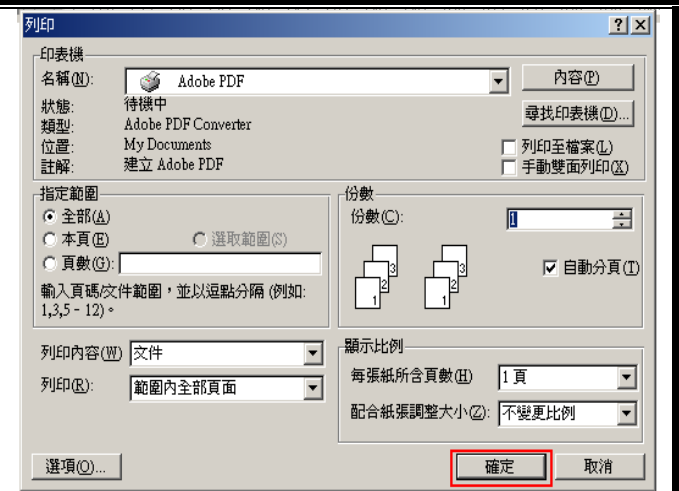 列印
印表機
名稱(N): Adobe PDF 內容(P)
狀態: 待機中 尋找印表機(D)...
類型: Adobe PDF Converter
位置: My Documents 列印至檔案(L)
註解: 建立 Adobe PDF 手動雙面列印(X)
指定範圍
全部(A)
本頁(E) 選取範圍(S)
頁數(G):
輸入頁碼/文件範圍，並以逗點分隔 (例如:
1,3,5 - 12)。
份數
份數(C): 1
3 3
2 2
1 1
自動分頁(T)
列印內容(W) 文件
列印(R): 範圍內全部頁面
顯示比例
每張紙所含頁數(H) 1 頁
配合紙張調整大小(Z): 不變更比例
選項(O)... 確定 取消